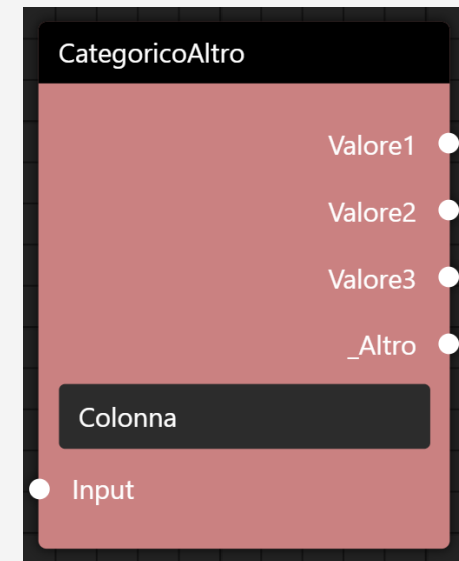 CategoricoAltro
Valore1
Valore2
Valore3
_Altro
Colonna
Input